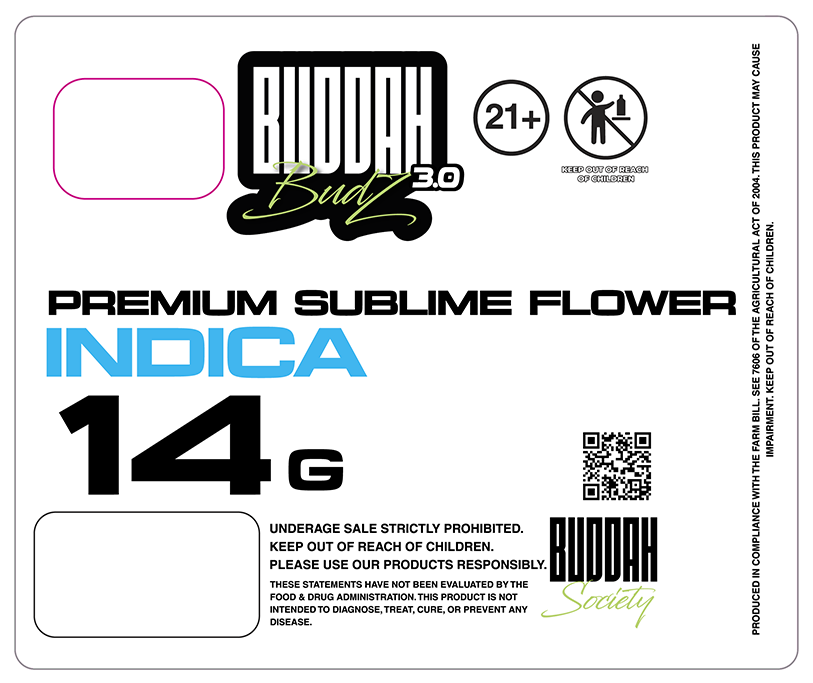 BUDDAH
Budz 3.0
21+
KEEP OUT OF REACH
OF CHILDREN
PREMIUM SUBLIME FLOWER
INDICA
14 G
UNDERAGE SALE STRICTLY PROHIBITED.
KEEP OUT OF REACH OF CHILDREN.
PLEASE USE OUR PRODUCTS RESPONSIBLY.
THESE STATEMENTS HAVE NOT BEEN EVALUATED BY THE
FOOD & DRUG ADMINISTRATION. THIS PRODUCT IS NOT
INTENDED TO DIAGNOSE, TREAT, CURE, OR PREVENT ANY
DISEASE.
BUDDAH
Society
PRODUCED IN COMPLIANCE WITH THE FARM BILL. SEE 7606 OF THE AGRICULTURAL ACT OF 2004. THIS PRODUCT MAY CAUSE
IMPAIRMENT. KEEP OUT OF REACH OF CHILDREN.